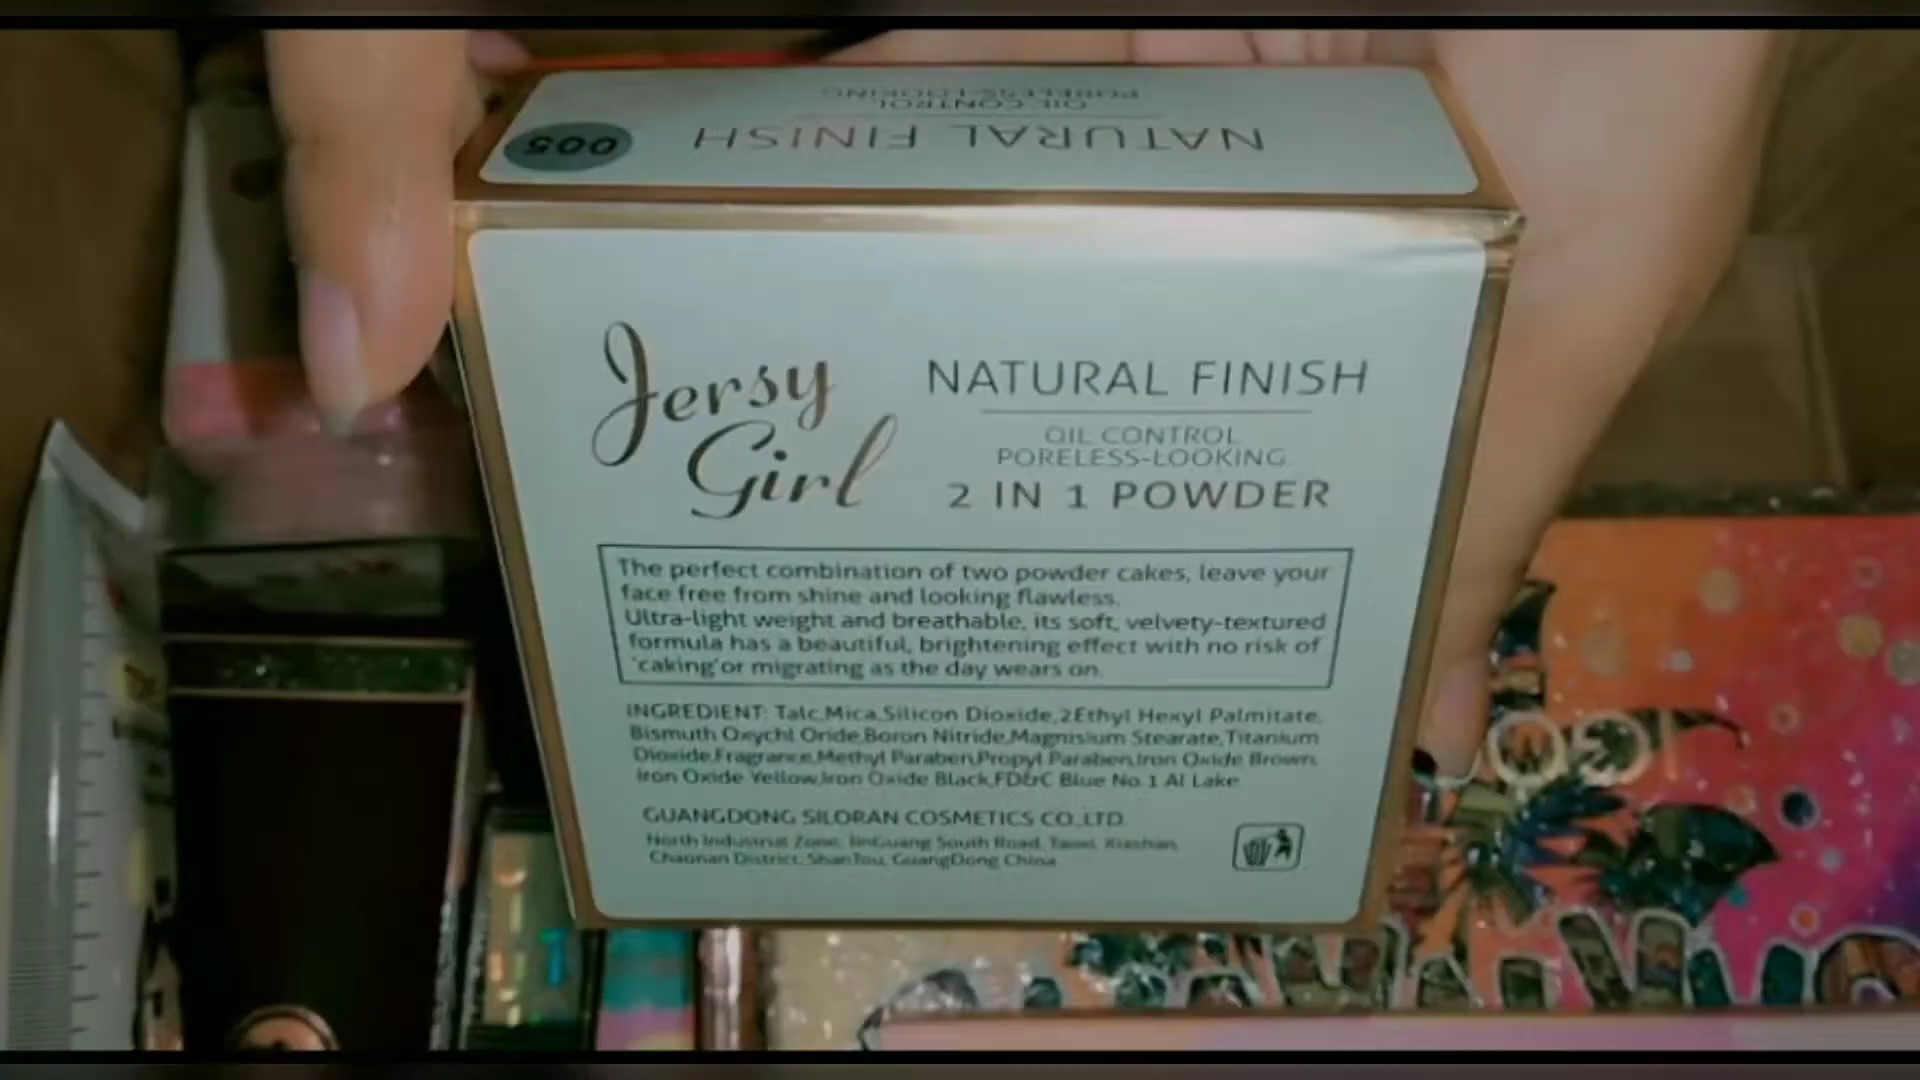 PORELESS-LOOKING
OIL CONTROL
NATURAL FINISH
005
Jersy
Girl
NATURAL FINISH
OIL CONTROL
PORELESS-LOOKING
2 IN 1 POWDER
The perfect combination of two powder cakes, leave your
face free from shine and looking flawless.
Ultra-light weight and breathable, its soft, velvety-textured
formula has a beautiful, brightening effect with no risk of
'caking' or migrating as the day wears on.
INGREDIENT: Talc,Mica,Silicon Dioxide,2Ethyl Hexyl Palmitate,
Bismuth Oxychl Oride,Boron Nitride,Magnisium Stearate,Titanium
Dioxide,Fragrance,Methyl Paraben,Propyl Paraben,Iron Oxide Brown,
Iron Oxide Yellow,Iron Oxide Black,FD&C Blue No.1 Al Lake
GUANGDONG SILORAN COSMETICS CO.,LTD.
North Industrial Zone, JinGuang South Road,
Chaonan District, ShanTou, GuangDong,China